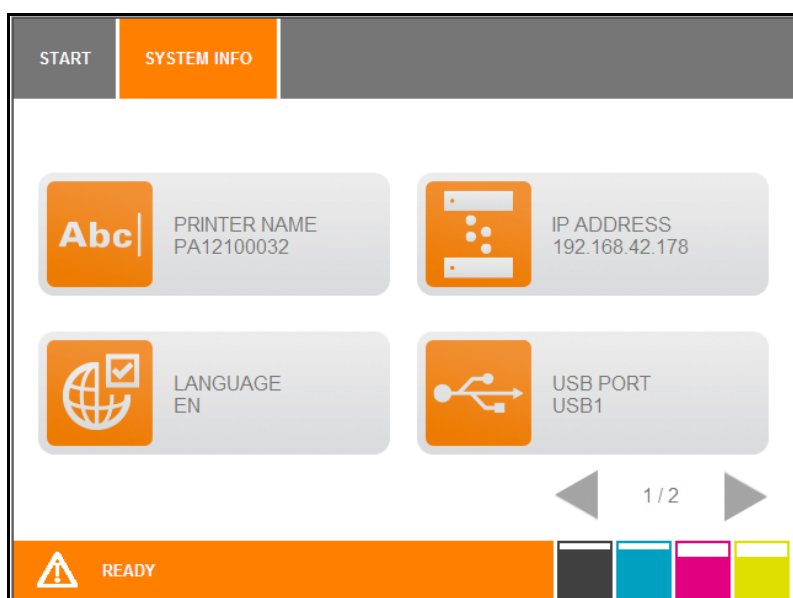 START
SYSTEM INFO
Abc
PRINTER NAME
PA12100032
IP ADDRESS
192.168.42.178
LANGUAGE
EN
USB PORT
USB1
1 / 2
READY